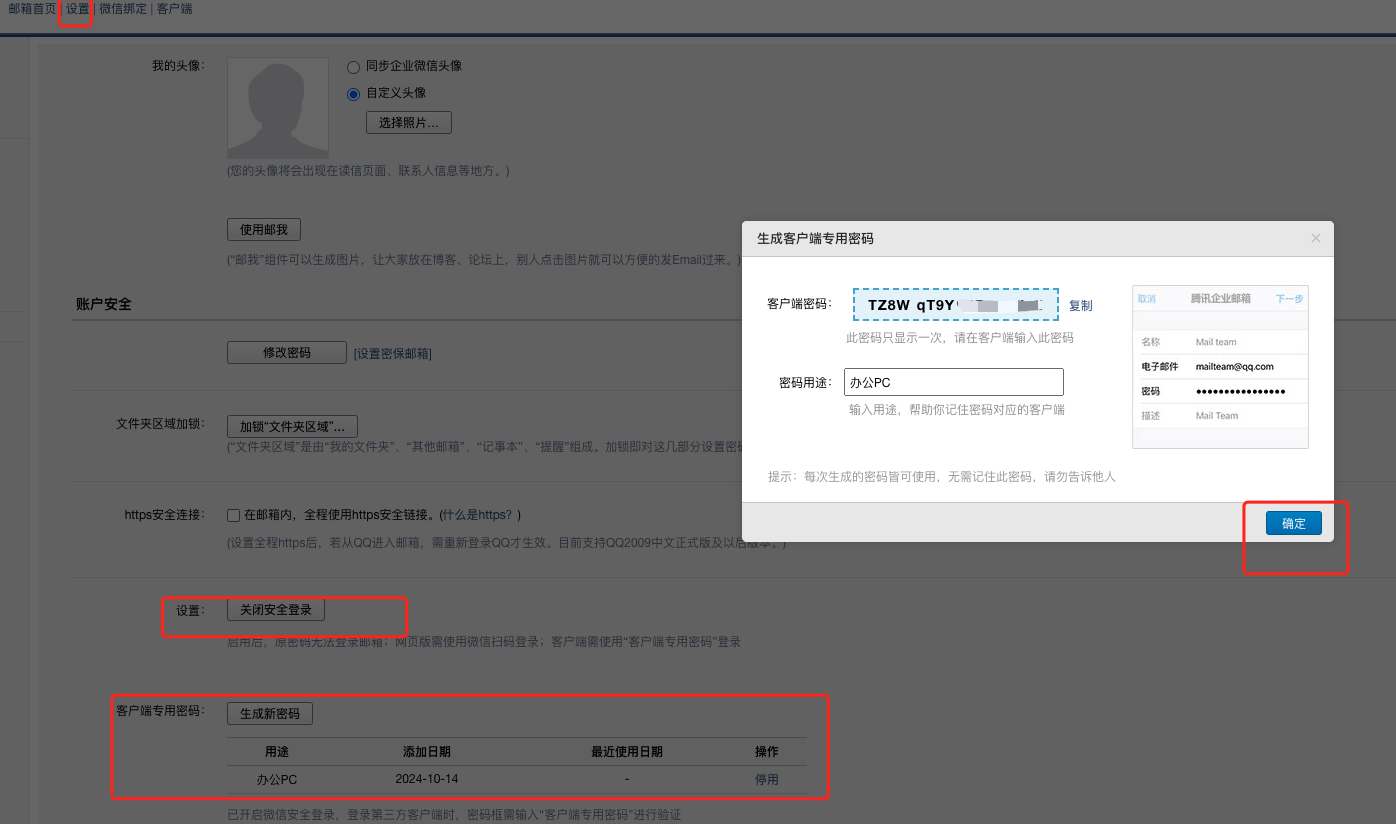 邮箱首页 | 设置 | 微信绑定 | 客户端
我的头像：
同步企业微信头像
自定义头像
选择照片…
(您的头像将会出现在读信页面、联系人信息等地方。)
使用邮我
(“邮我”组件可以生成图片，让大家放在博客、论坛上，别人点击图片就可以方便的发Email过来。)
账户安全
修改密码 [设置密保邮箱]
文件夹区域加锁： 加锁“文件夹区域”...
(“文件夹区域”是由“我的文件夹”、“其他邮箱”、“记事本”、“提醒”组成。加锁即对这几部分设置密码
https安全连接： 在邮箱内，全程使用https安全链接。(什么是https？)
(设置全程https后，若从QQ进入邮箱，需重新登录QQ才生效。目前支持QQ2009中文正式版及以后版本。)
设置： 关闭安全登录
启用后，原密码无法登录邮箱；网页版需使用微信扫码登录；客户端需使用“客户端专用密码”登录
客户端专用密码： 生成新密码
用途 添加日期 最近使用日期 操作
办公PC 2024-10-14 - 停用
已开启微信安全登录，登录第三方客户端时，密码框需输入“客户端专用密码”进行验证
生成客户端专用密码 ×
客户端密码： TZ8W qT9Y 复制
此密码只显示一次，请在客户端输入此密码
密码用途： 办公PC
输入用途，帮助你记住密码对应的客户端
提示：每次生成的密码皆可使用，无需记住此密码，请勿告诉他人
确定
取消 腾讯企业邮箱 下一步
名称 Mail team
电子邮件 mailteam@qq.com
密码 ●●●●●●●●●●●●●●●●
描述 Mail Team